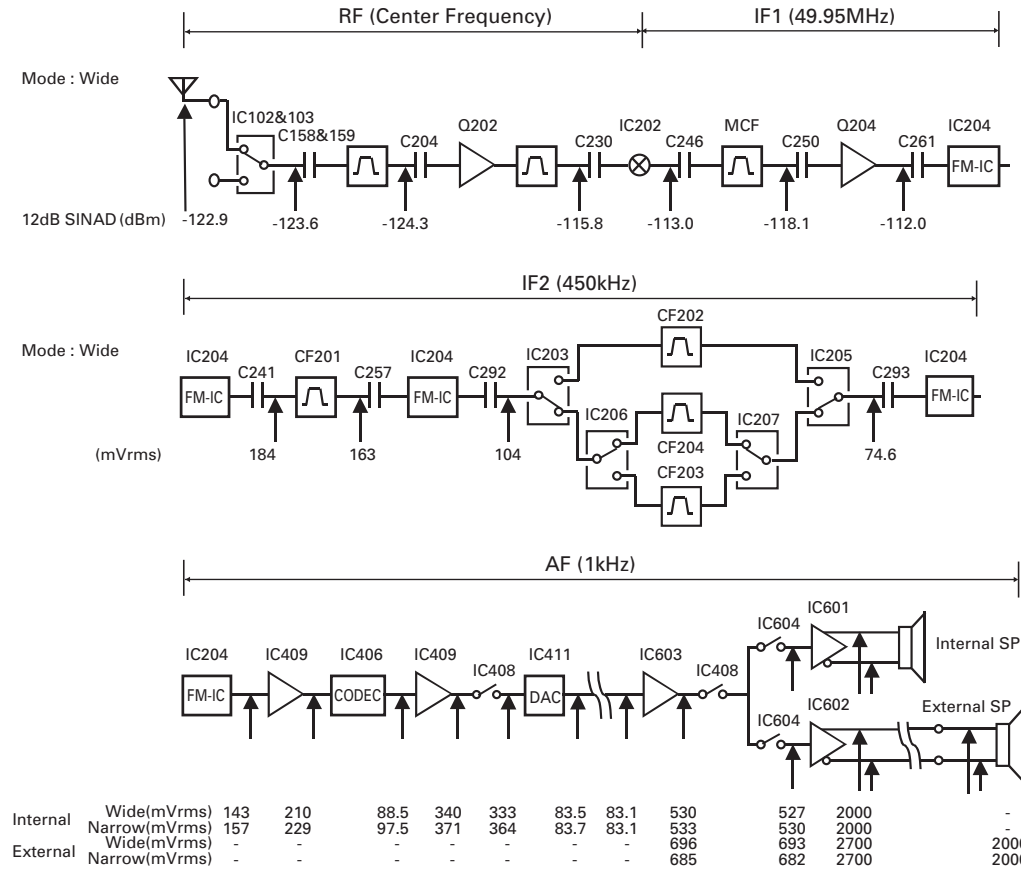 RF (Center Frequency) IF1 (49.95MHz)
Mode : Wide
IC102&103
C158&159 C204 Q202 C230 IC202 C246 MCF C250 Q204 C261 IC204
FM-IC
12dB SINAD (dBm) -122.9 -123.6 -124.3 -115.8 -113.0 -118.1 -112.0
IF2 (450kHz)
Mode : Wide
CF202
IC204 C241 CF201 C257 IC204 C292 IC203 IC205 C293 IC204
FM-IC FM-IC FM-IC
IC206 IC207
CF204
CF203
(mVrms) 184 163 104 74.6
AF (1kHz)
IC604 IC601
Internal SP
IC204 IC409 IC406 IC409 IC408 IC411 IC603 IC408
FM-IC CODEC DAC
IC604 IC602 External SP
Internal Wide(mVrms) 143 210 88.5 340 333 83.5 83.1 530 527 2000 -
Narrow(mVrms) 157 229 97.5 371 364 83.7 83.1 533 530 2000 -
External Wide(mVrms) - - - - - - - 696 693 2700
Narrow(mVrms) - - - - - - - 685 682 2700